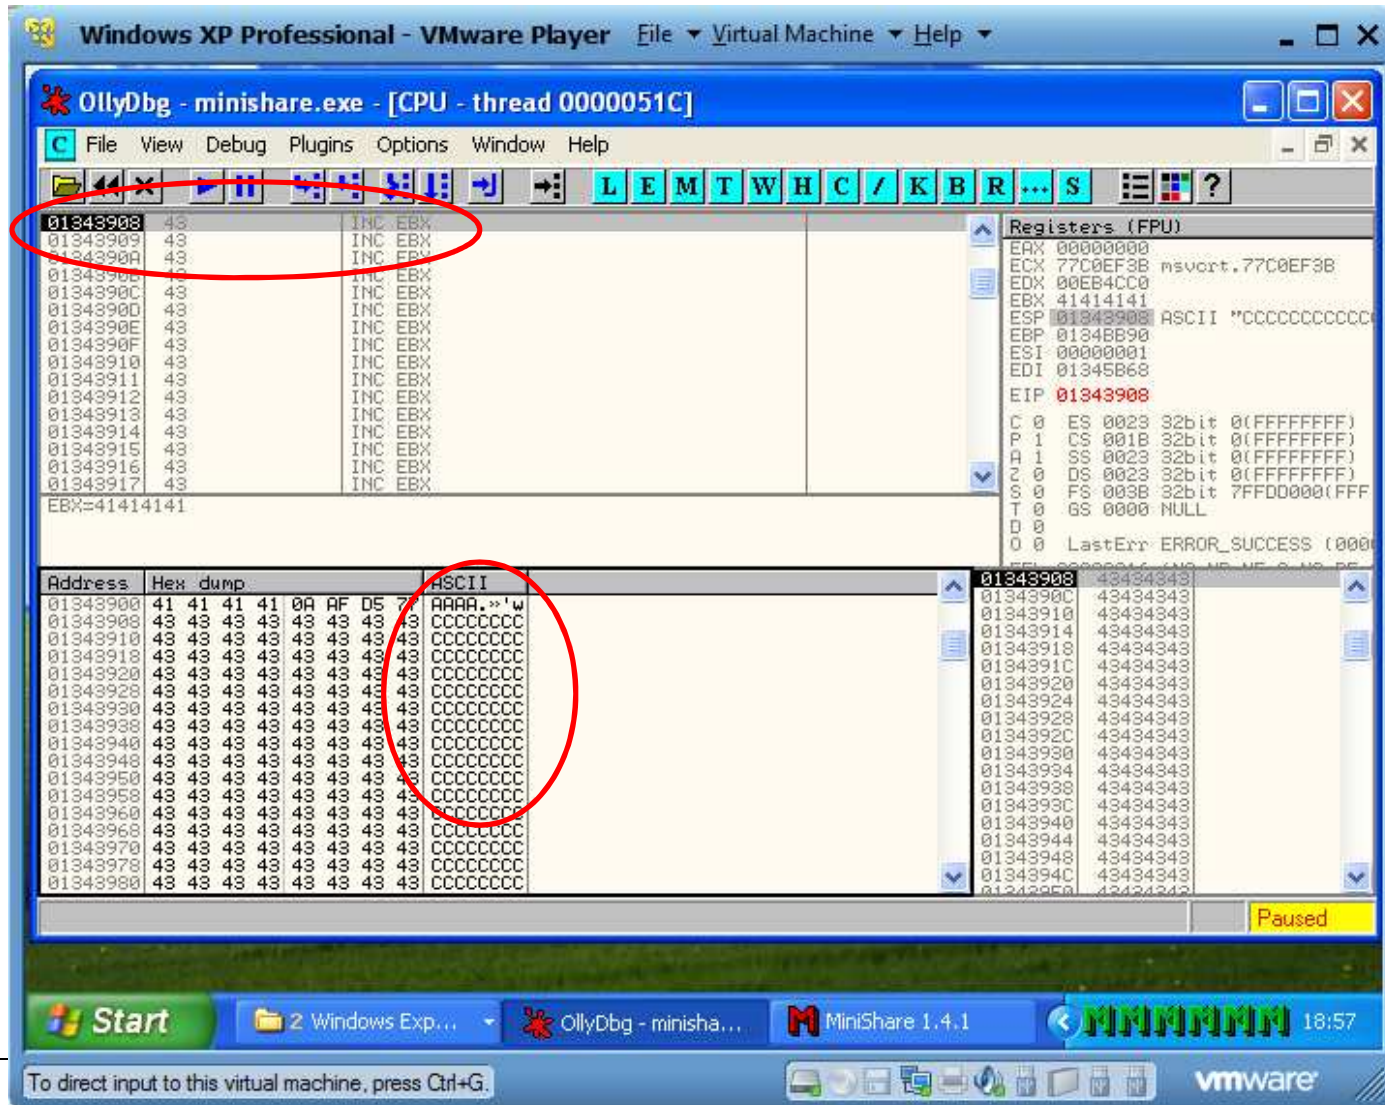 Windows XP Professional - VMware Player File Virtual Machine Help
OllyDbg - minishare.exe - [CPU - thread 0000051C]
C File View Debug Plugins Options Window Help
L E M T W H C / K B R ... S ?
01343908 43 INC EBX
01343909 43 INC EBX
0134390A 43 INC EBX
0134390B 43 INC EBX
0134390C 43 INC EBX
0134390D 43 INC EBX
0134390E 43 INC EBX
0134390F 43 INC EBX
01343910 43 INC EBX
01343911 43 INC EBX
01343912 43 INC EBX
01343913 43 INC EBX
01343914 43 INC EBX
01343915 43 INC EBX
01343916 43 INC EBX
01343917 43 INC EBX
EBX=41414141
Registers (FPU)
EAX 00000000
ECX 77C0EF3B msvcrt.77C0EF3B
EDX 00EB4CC0
EBX 41414141
ESP 01343908 ASCII "CCCCCCCCCCCC
EBP 0134BB90
ESI 00000001
EDI 01345B68
EIP 01343908
C 0 ES 0023 32bit 0(FFFFFFFF)
P 1 CS 001B 32bit 0(FFFFFFFF)
A 1 SS 0023 32bit 0(FFFFFFFF)
Z 0 DS 0023 32bit 0(FFFFFFFF)
S 0 FS 003B 32bit 7FFDD000(FFF
T 0 GS 0000 NULL
D 0
O 0 LastErr ERROR_SUCCESS (0000
Address Hex dump ASCII
01343900 41 41 41 41 0A AF D5 77 AAAA.»'w
01343908 43 43 43 43 43 43 43 43 CCCCCCCC
01343910 43 43 43 43 43 43 43 43 CCCCCCCC
01343918 43 43 43 43 43 43 43 43 CCCCCCCC
01343920 43 43 43 43 43 43 43 43 CCCCCCCC
01343928 43 43 43 43 43 43 43 43 CCCCCCCC
01343930 43 43 43 43 43 43 43 43 CCCCCCCC
01343938 43 43 43 43 43 43 43 43 CCCCCCCC
01343940 43 43 43 43 43 43 43 43 CCCCCCCC
01343948 43 43 43 43 43 43 43 43 CCCCCCCC
01343950 43 43 43 43 43 43 43 43 CCCCCCCC
01343958 43 43 43 43 43 43 43 43 CCCCCCCC
01343960 43 43 43 43 43 43 43 43 CCCCCCCC
01343968 43 43 43 43 43 43 43 43 CCCCCCCC
01343970 43 43 43 43 43 43 43 43 CCCCCCCC
01343978 43 43 43 43 43 43 43 43 CCCCCCCC
01343980 43 43 43 43 43 43 43 43 CCCCCCCC
01343908 43434343
0134390C 43434343
01343910 43434343
01343914 43434343
01343918 43434343
0134391C 43434343
01343920 43434343
01343924 43434343
01343928 43434343
0134392C 43434343
01343930 43434343
01343934 43434343
01343938 43434343
0134393C 43434343
01343940 43434343
01343944 43434343
01343948 43434343
0134394C 43434343
Paused
Start 2 Windows Exp... OllyDbg - minisha... MiniShare 1.4.1 18:57
To direct input to this virtual machine, press Ctrl+G. vmware